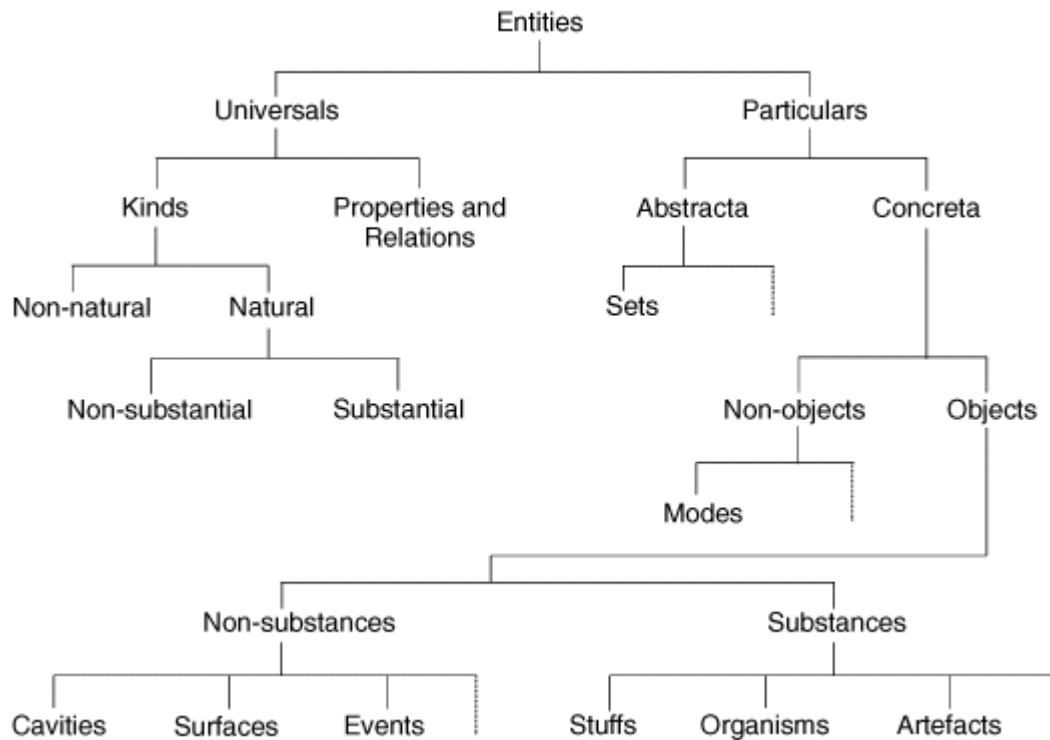 Entities
Universals
Particulars
Kinds
Properties and
Relations
Abstracta
Concreta
Non-natural
Natural
Sets
Non-substantial
Substantial
Non-objects
Objects
Modes
Non-substances
Substances
Cavities
Surfaces
Events
Stuffs
Organisms
Artefacts